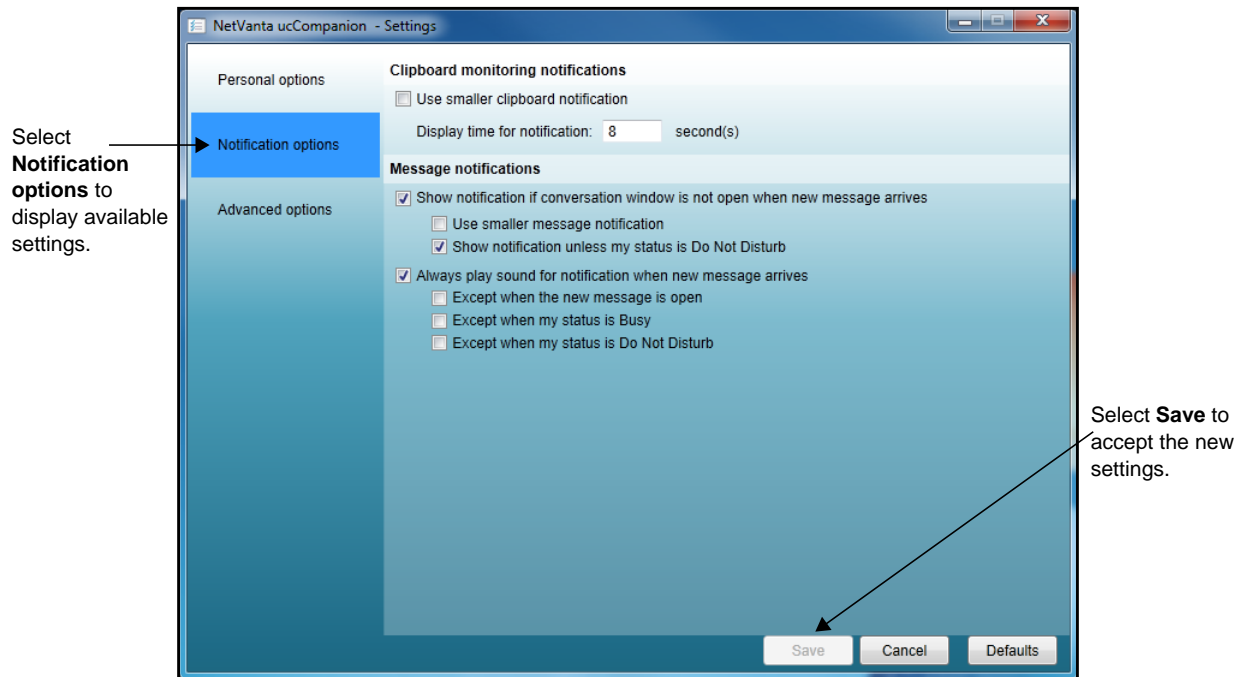 NetVanta ucCompanion - Settings
Personal options
Notification options
Advanced options
Clipboard monitoring notifications
Use smaller clipboard notification
Display time for notification: 8 second(s)
Message notifications
Show notification if conversation window is not open when new message arrives
Use smaller message notification
Show notification unless my status is Do Not Disturb
Always play sound for notification when new message arrives
Except when the new message is open
Except when my status is Busy
Except when my status is Do Not Disturb
Save
Cancel
Defaults
Select
Notification
options to
display available
settings.
Select Save to
accept the new
settings.